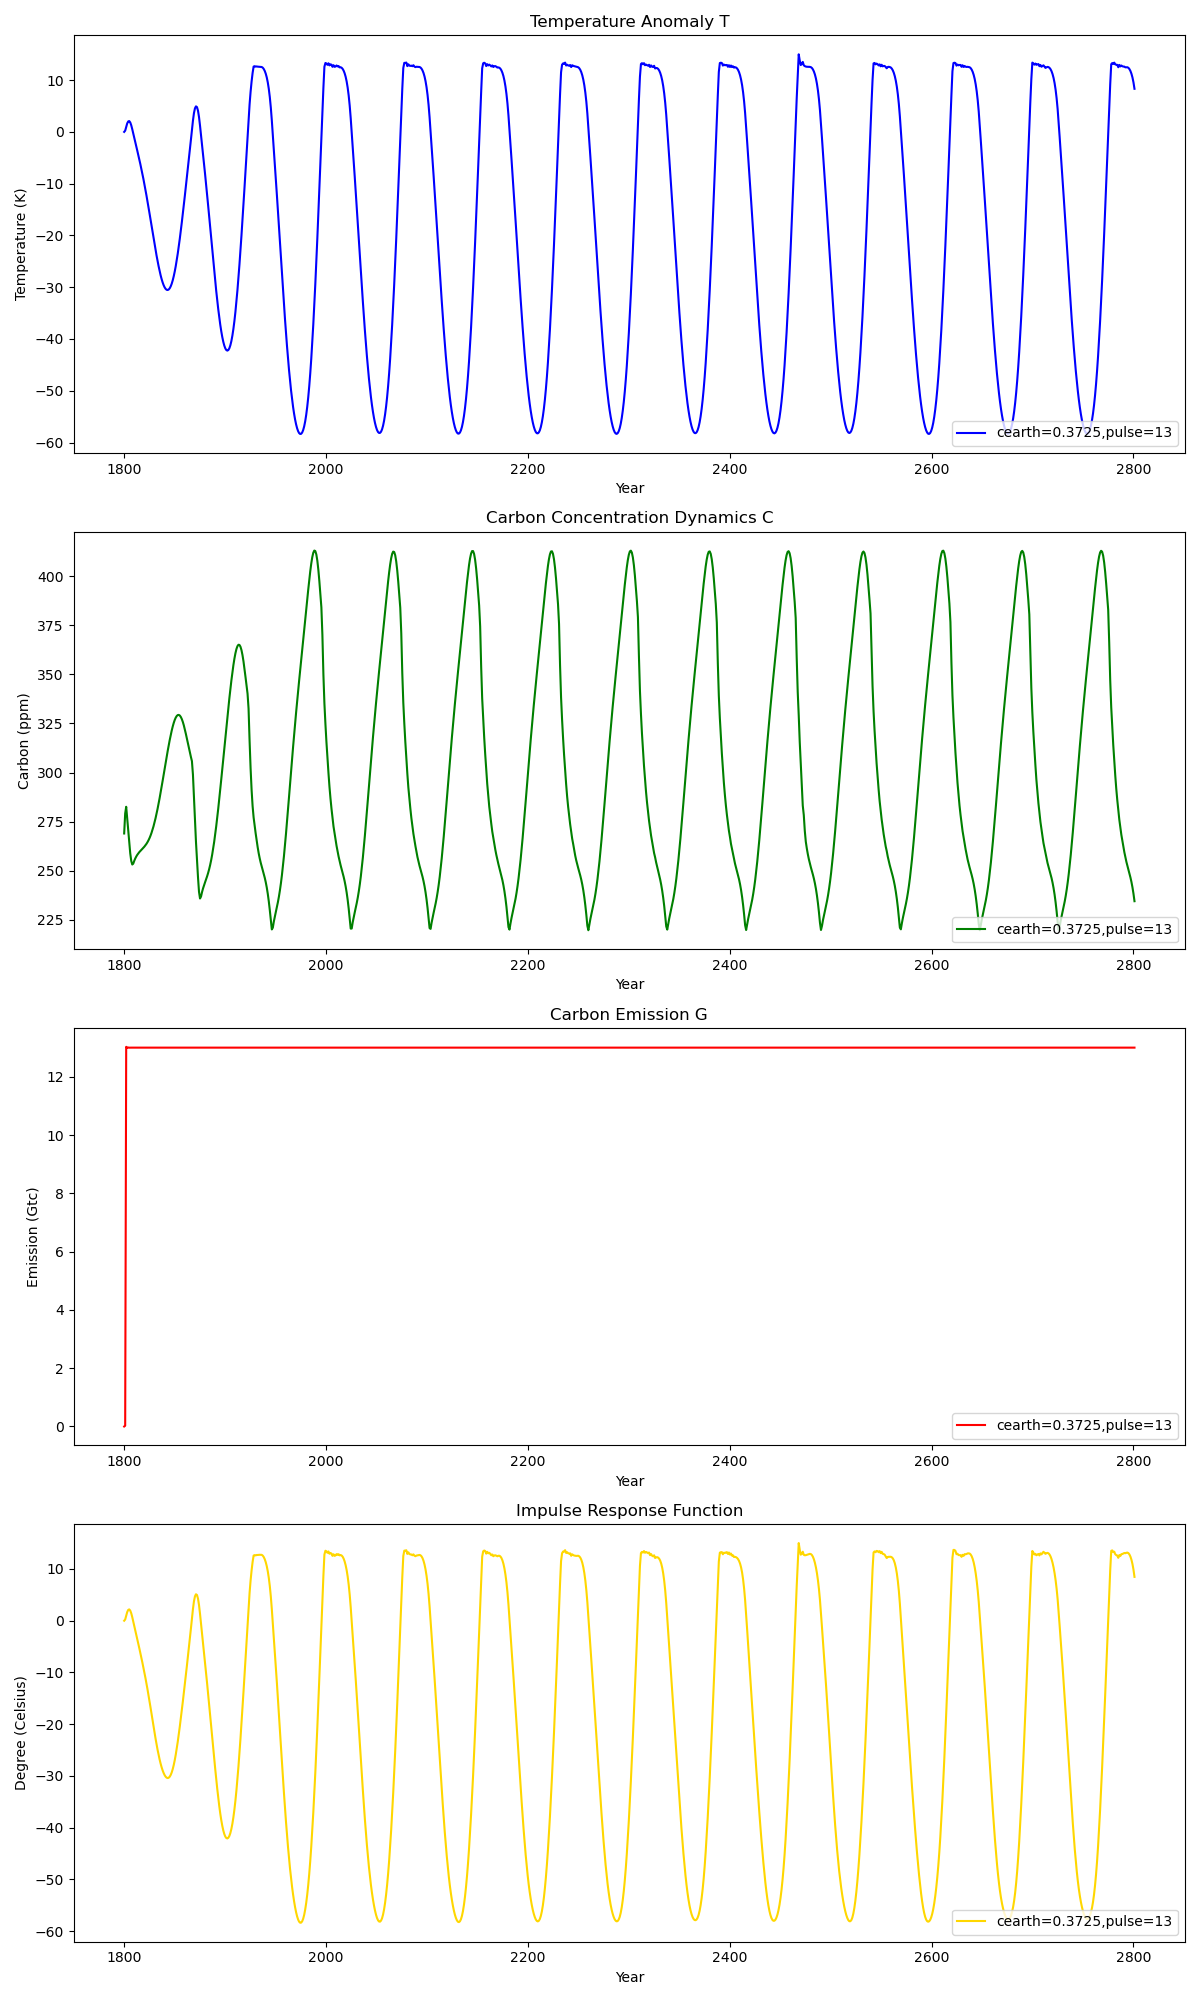 Temperature Anomaly T
10
0
−10
−20
−30
−40
−50
−60
Temperature (K)
cearth=0.3725,pulse=13
1800 2000 2200 2400 2600 2800
Year
Carbon Concentration Dynamics C
400
375
350
325
300
275
250
225
Carbon (ppm)
cearth=0.3725,pulse=13
1800 2000 2200 2400 2600 2800
Year
Carbon Emission G
12
10
8
6
4
2
0
Emission (Gtc)
cearth=0.3725,pulse=13
1800 2000 2200 2400 2600 2800
Year
Impulse Response Function
10
0
−10
−20
−30
−40
−50
−60
Degree (Celsius)
cearth=0.3725,pulse=13
1800 2000 2200 2400 2600 2800
Year